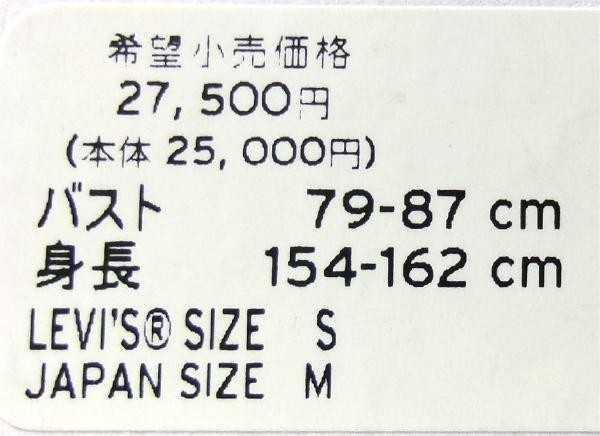 希望小売価格
27,500円
(本体 25,000円)
バスト 79-87 cm
身長 154-162 cm
LEVI'S® SIZE S
JAPAN SIZE M